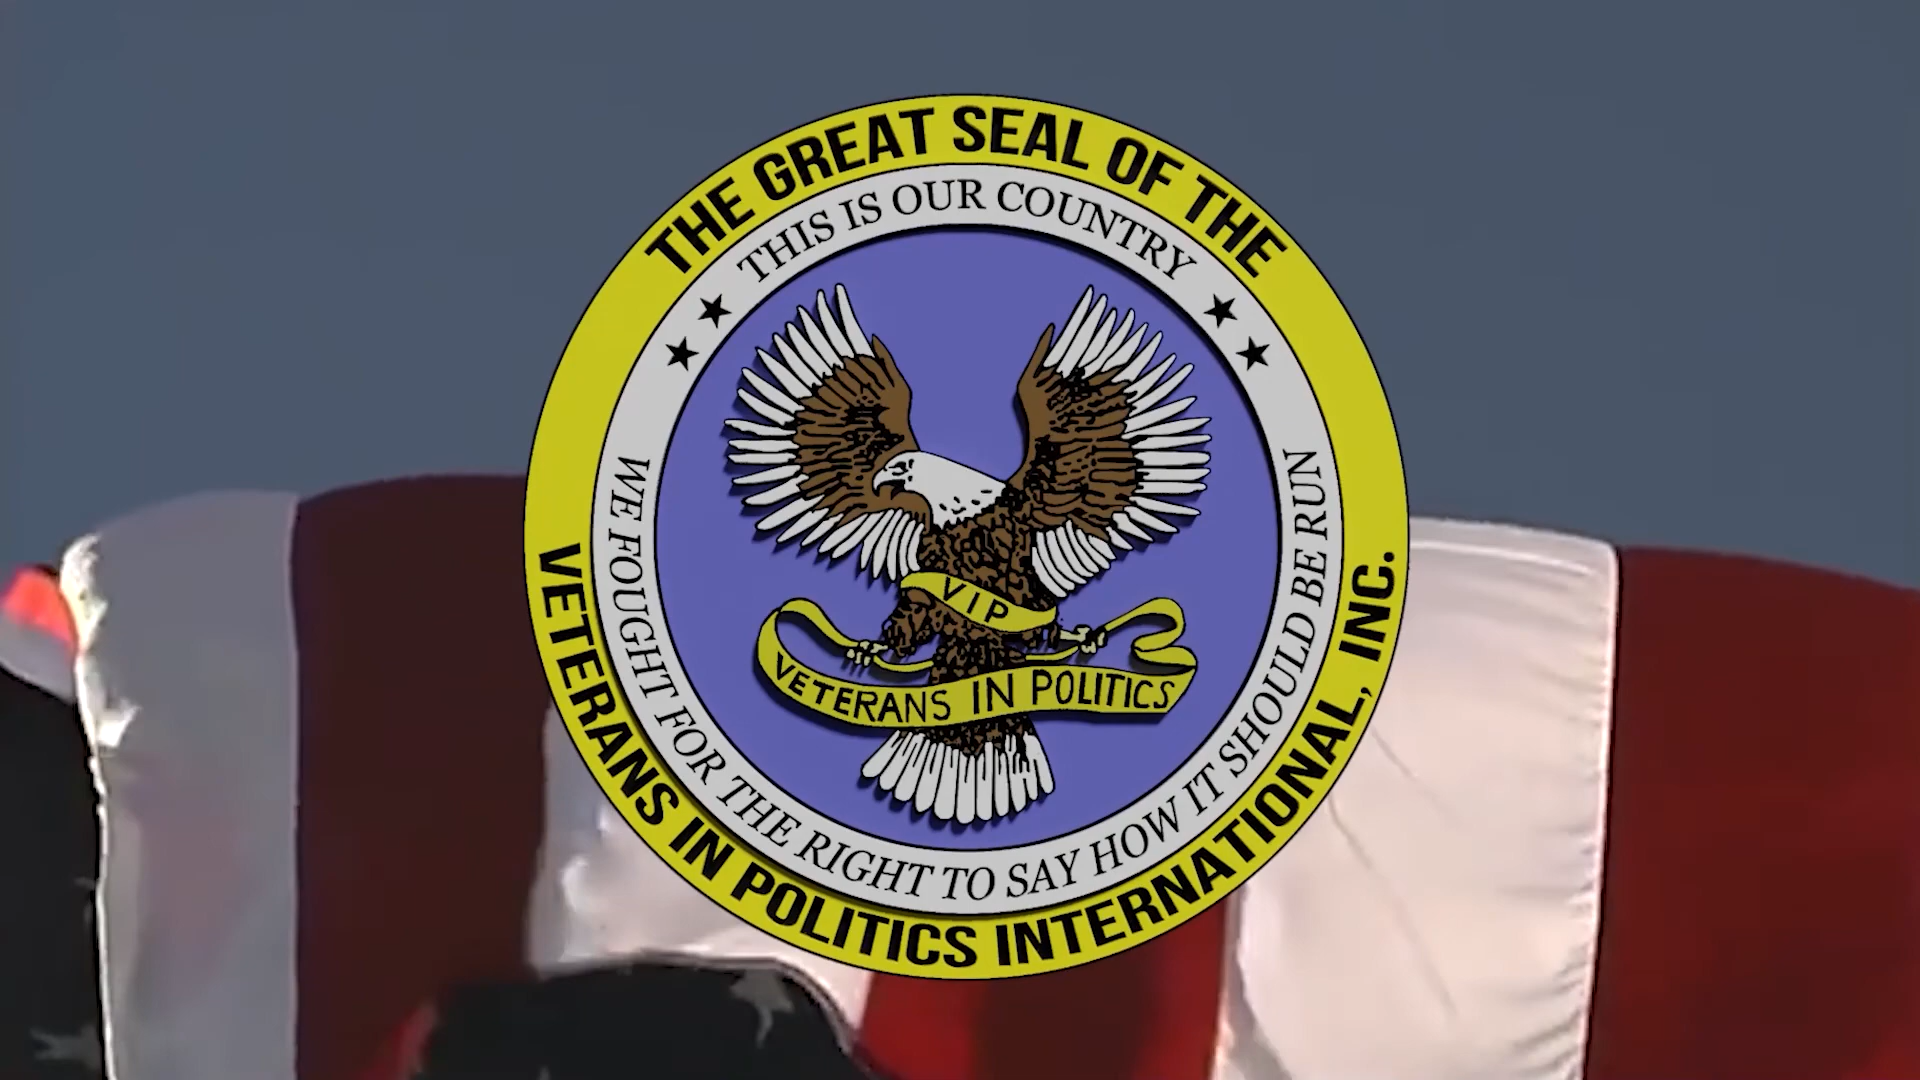 THE GREAT SEAL OF THE
THIS IS OUR COUNTRY
WE FOUGHT FOR THE RIGHT TO SAY HOW IT SHOULD BE RUN
VIP
VETERANS IN POLITICS
VETERANS IN POLITICS INTERNATIONAL, INC.